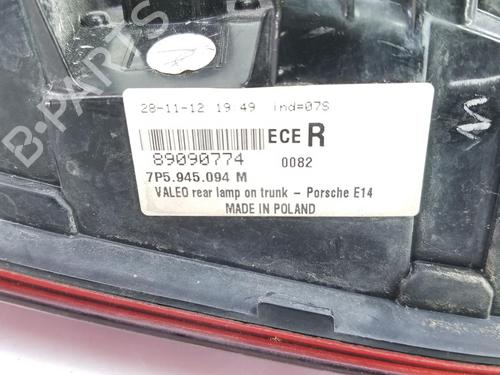 B-PARTS
28-11-12 19 49 ind=07S
ECE R
89090774 0082
7P5.945.094 M
VALEO rear lamp on trunk - Porsche E14
MADE IN POLAND